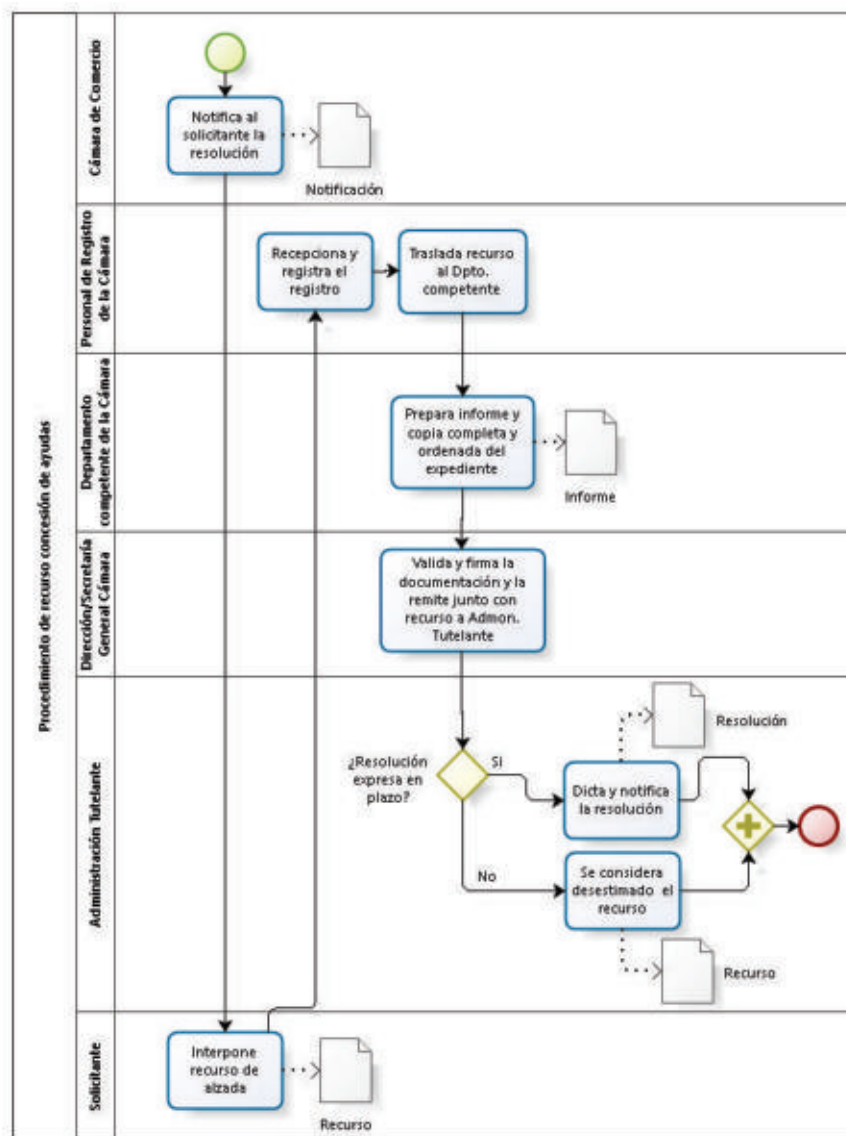 Procedimiento de recurso concesión de ayudas
Cámara de Comercio
Notifica al
solicitante la
resolución
Notificación
Personal de Registro
de la Cámara
Recepciona y
registra el
registro
Traslada recurso
al Dpto.
competente
Departamento
competente de la Cámara
Prepara informe y
copia completa y
ordenada del
expediente
Informe
Dirección/Secretaría
General Cámara
Valida y firma la
documentación y la
remite junto con
recurso a Admon.
Tutelante
Administración Tutelante
¿Resolución
expresa en
plazo?
Si
Dicta y notifica
la resolución
Resolución
No
Se considera
desestimado el
recurso
Recurso
Solicitante
Interpone
recurso de
alzada
Recurso